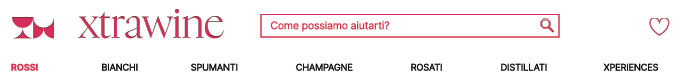 xtrawine
Come possiamo aiutarti?
ROSSI BIANCHI SPUMANTI CHAMPAGNE ROSATI DISTILLATI XPERIENCES